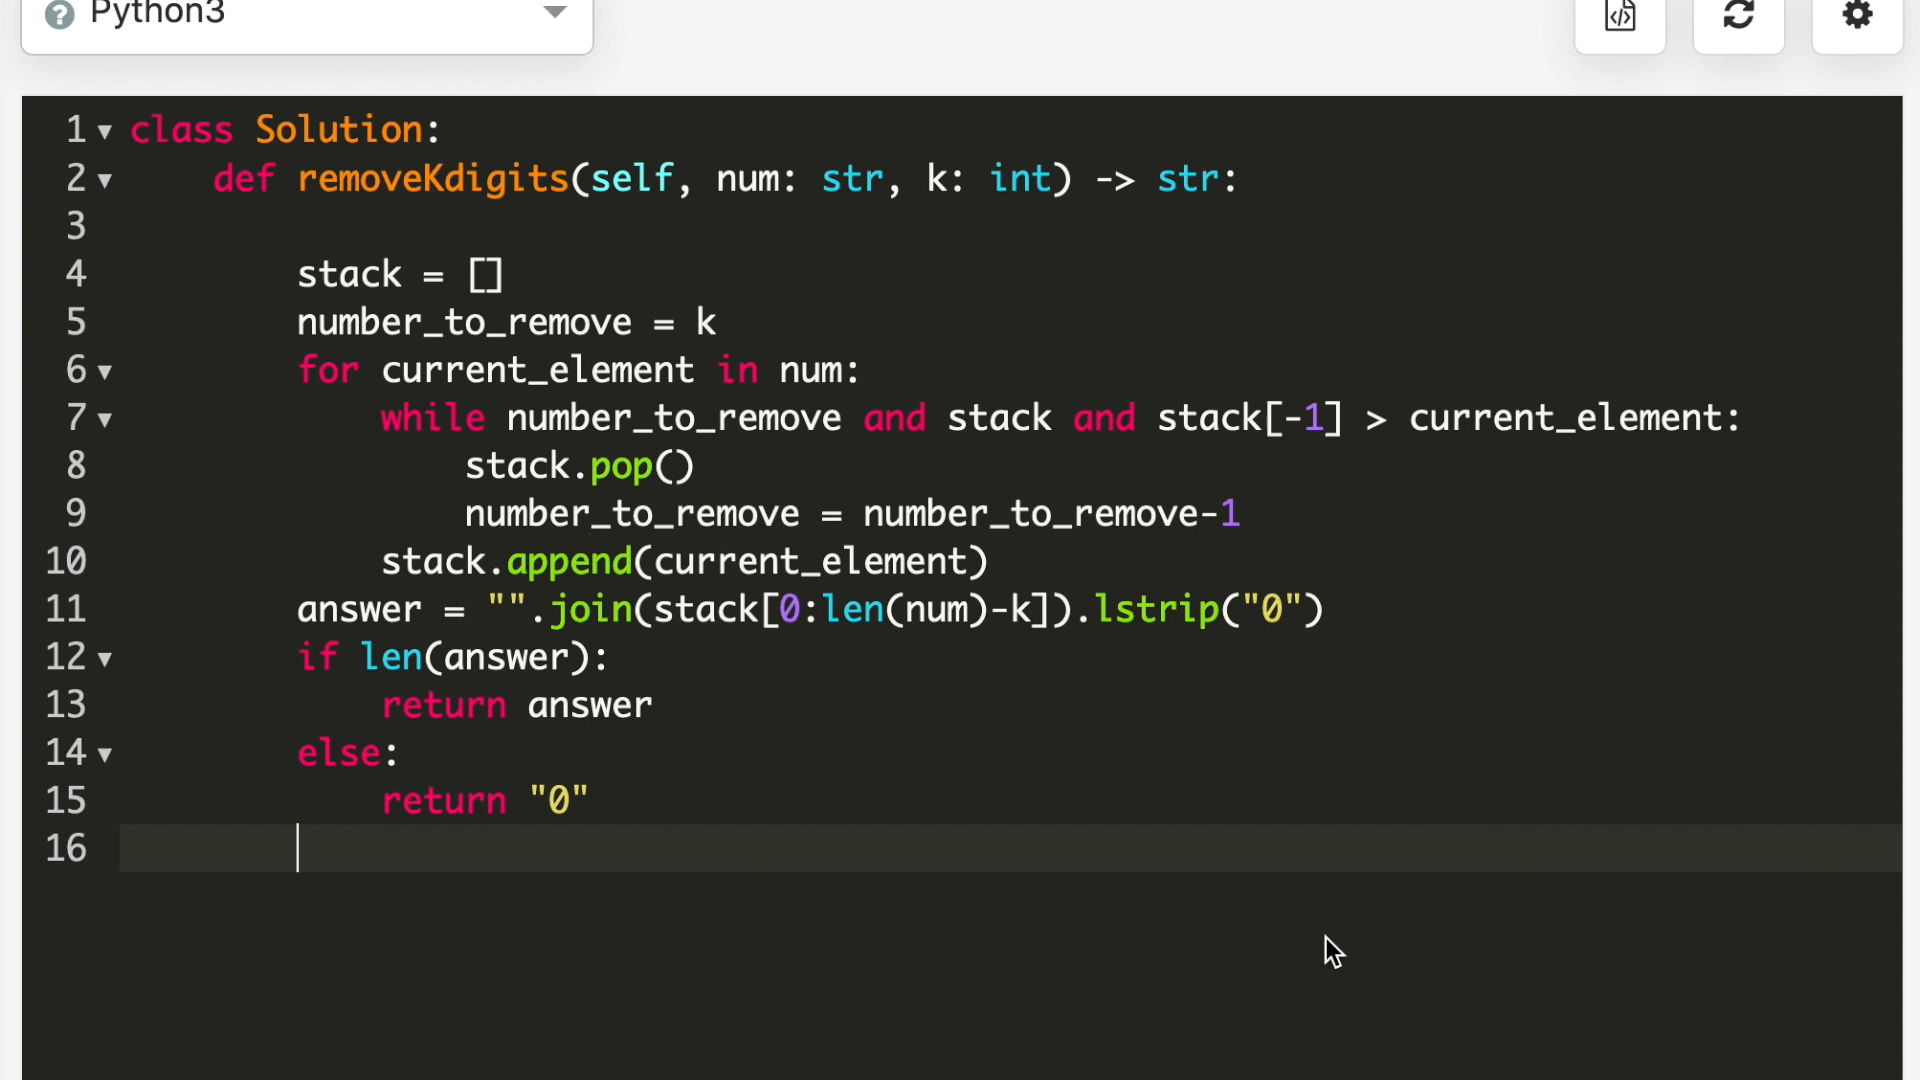 Python3
1 class Solution:
2     def removeKdigits(self, num: str, k: int) -> str:
3
4         stack = []
5         number_to_remove = k
6         for current_element in num:
7             while number_to_remove and stack and stack[-1] > current_element:
8                 stack.pop()
9                 number_to_remove = number_to_remove-1
10             stack.append(current_element)
11         answer = "".join(stack[0:len(num)-k]).lstrip("0")
12         if len(answer):
13             return answer
14         else:
15             return "0"
16